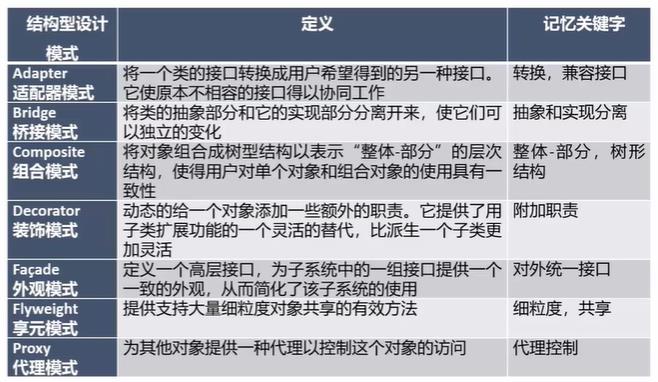 结构型设计模式 定义 记忆关键字
Adapter
适配器模式
将一个类的接口转换成用户希望得到的另一种接口。
它使原本不相容的接口得以协同工作
转换，兼容接口
Bridge
桥接模式
将类的抽象部分和它的实现部分分离开来，使它们可
以独立的变化
抽象和实现分离
Composite
组合模式
将对象组合成树型结构以表示“整体-部分”的层次
结构，使得用户对单个对象和组合对象的使用具有一
致性
整体-部分，树形
结构
Decorator
装饰模式
动态的给一个对象添加一些额外的职责。它提供了用
子类扩展功能的一个灵活的替代，比派生一个子类更
加灵活
附加职责
Façade
外观模式
定义一个高层接口，为子系统中的一组接口提供一个
一致的外观，从而简化了该子系统的使用
对外统一接口
Flyweight
享元模式
提供支持大量细粒度对象共享的有效方法
细粒度，共享
Proxy
代理模式
为其他对象提供一种代理以控制这个对象的访问
代理控制